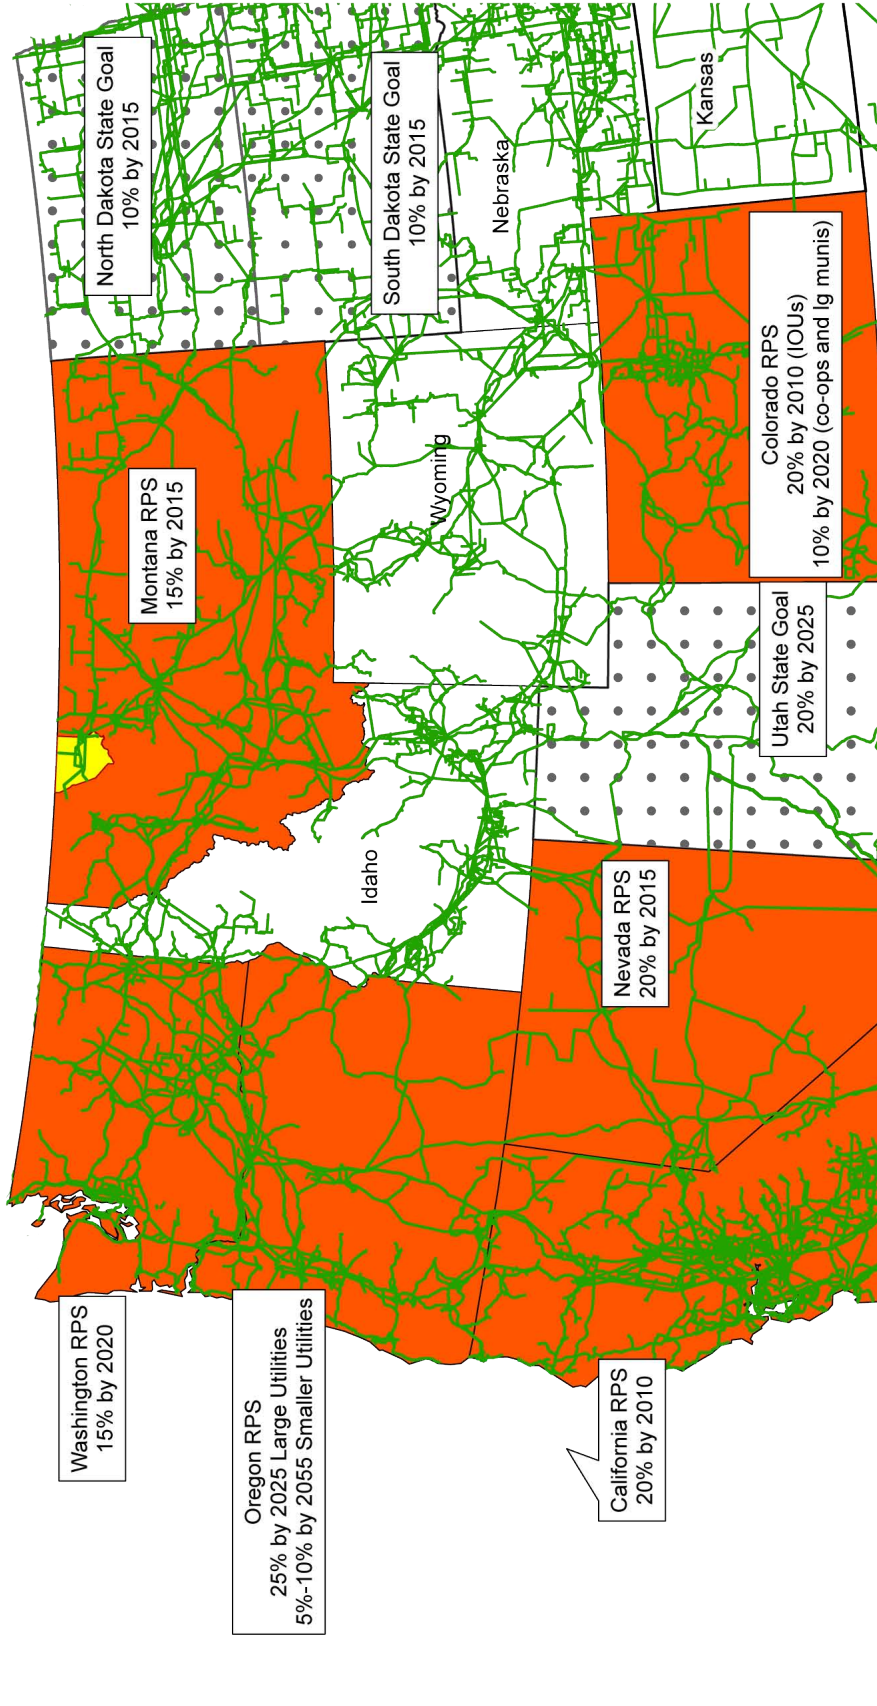 Washington RPS
15% by 2020
Oregon RPS
25% by 2025 Large Utilities
5%-10% by 2055 Smaller Utilities
California RPS
20% by 2010
Idaho
Nevada RPS
20% by 2015
Montana RPS
15% by 2015
Wyoming
Utah State Goal
20% by 2025
Colorado RPS
20% by 2010 (IOUs)
10% by 2020 (co-ops and lg munis)
North Dakota State Goal
10% by 2015
South Dakota State Goal
10% by 2015
Nebraska
Kansas